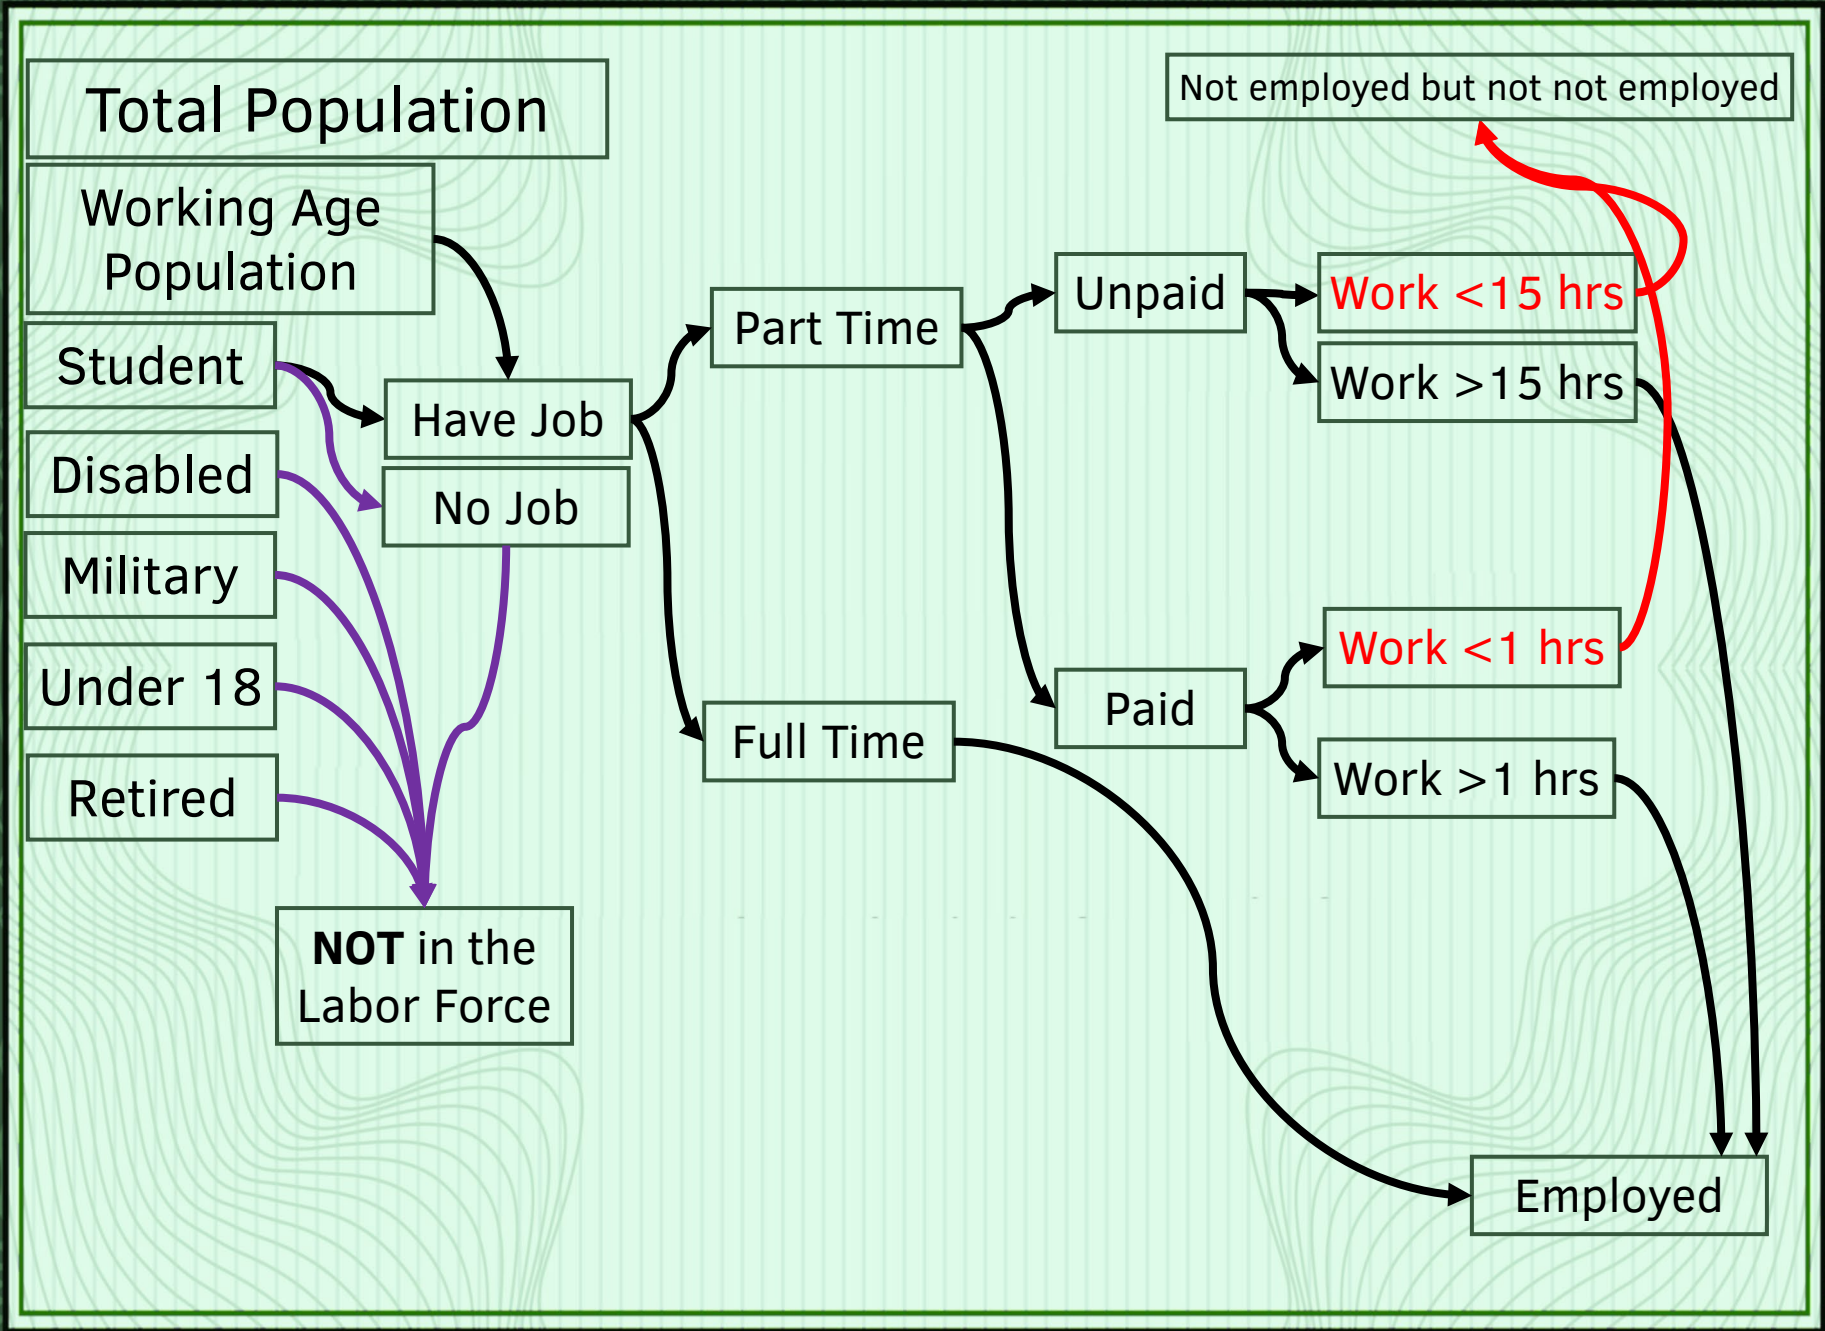 Total Population
Not employed but not not employed
Working Age
Population
Student
Disabled
Military
Under 18
Retired
Have Job
No Job
NOT in the
Labor Force
Part Time
Full Time
Unpaid
Paid
Work <15 hrs
Work >15 hrs
Work <1 hrs
Work >1 hrs
Employed